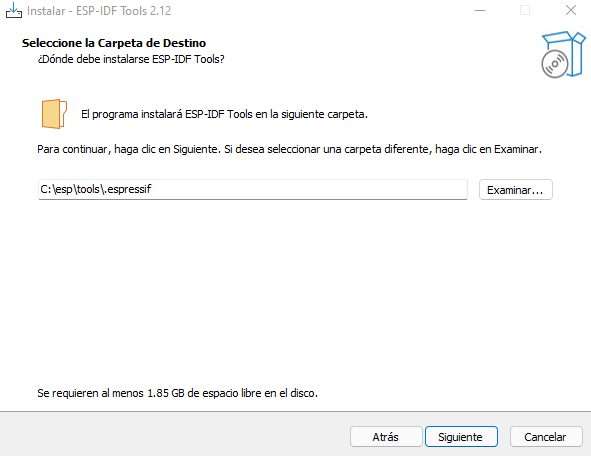 Instalar - ESP-IDF Tools 2.12
Seleccione la Carpeta de Destino
¿Dónde debe instalarse ESP-IDF Tools?
El programa instalará ESP-IDF Tools en la siguiente carpeta.
Para continuar, haga clic en Siguiente. Si desea seleccionar una carpeta diferente, haga clic en Examinar.
C:\esp\tools\.espressif
Examinar...
Se requieren al menos 1.85 GB de espacio libre en el disco.
Atrás
Siguiente
Cancelar